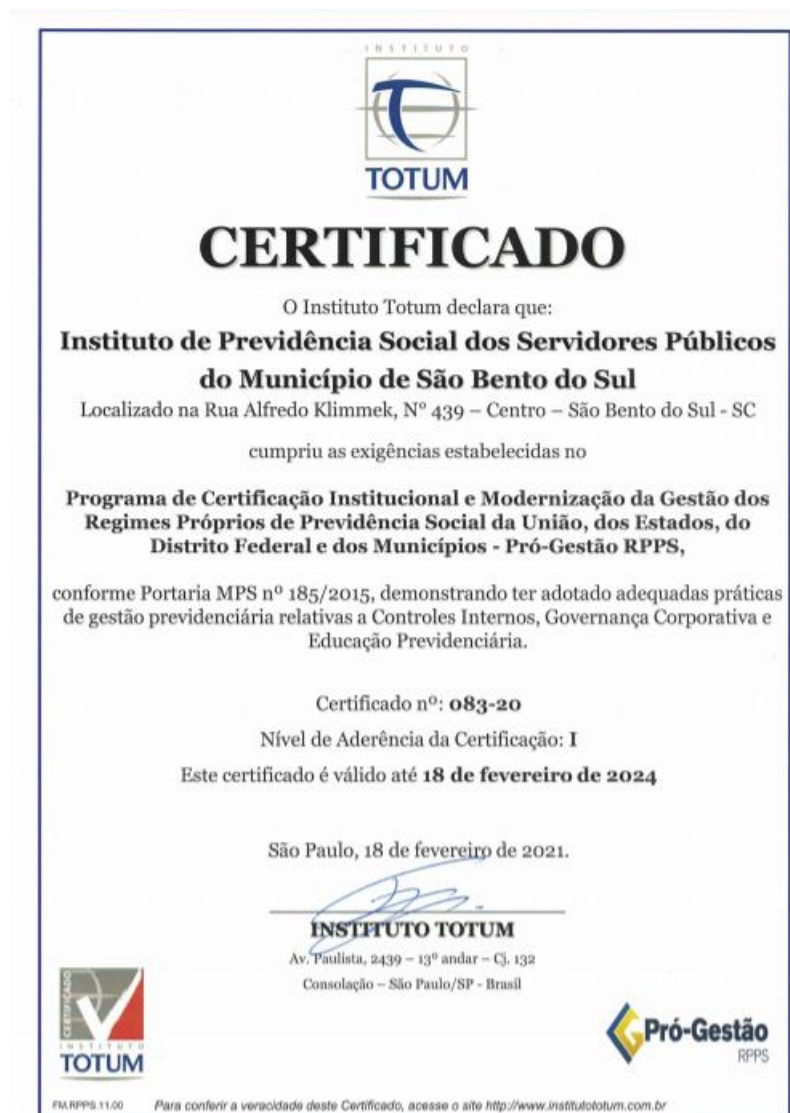 INSTITUTO
TOTUM
CERTIFICADO
O Instituto Totum declara que:
Instituto de Previdência Social dos Servidores Públicos
do Município de São Bento do Sul
Localizado na Rua Alfredo Klimmek, N° 439 – Centro – São Bento do Sul - SC
cumpriu as exigências estabelecidas no
Programa de Certificação Institucional e Modernização da Gestão dos
Regimes Próprios de Previdência Social da União, dos Estados, do
Distrito Federal e dos Municípios - Pró-Gestão RPPS,
conforme Portaria MPS nº 185/2015, demonstrando ter adotado adequadas práticas
de gestão previdenciária relativas a Controles Internos, Governança Corporativa e
Educação Previdenciária.
Certificado nº: 083-20
Nível de Aderência da Certificação: I
Este certificado é válido até 18 de fevereiro de 2024
São Paulo, 18 de fevereiro de 2021.
INSTITUTO TOTUM
Av. Paulista, 2439 – 13º andar – Cj. 132
Consolação – São Paulo/SP - Brasil
CERTIFICADO
INSTITUTO
TOTUM
Pró-Gestão
RPPS
FM.RPPS.11.00 Para conferir a veracidade deste Certificado, acesse o site http://www.institutototum.com.br